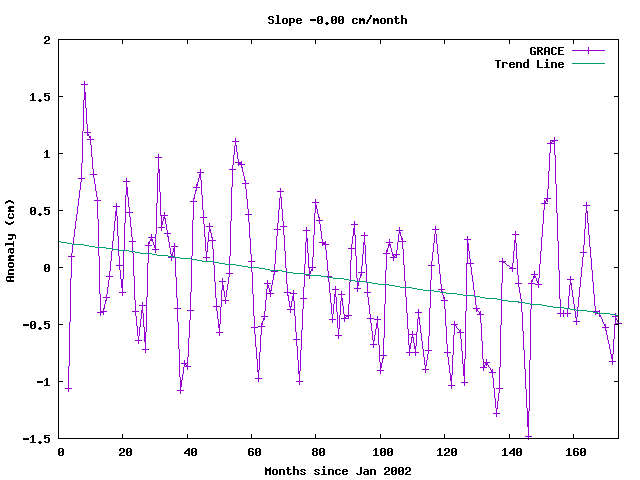 Slope -0.00 cm/month
GRACE
Trend Line
2
1.5
1
0.5
0
-0.5
-1
-1.5
Anomaly (cm)
0 20 40 60 80 100 120 140 160
Months since Jan 2002